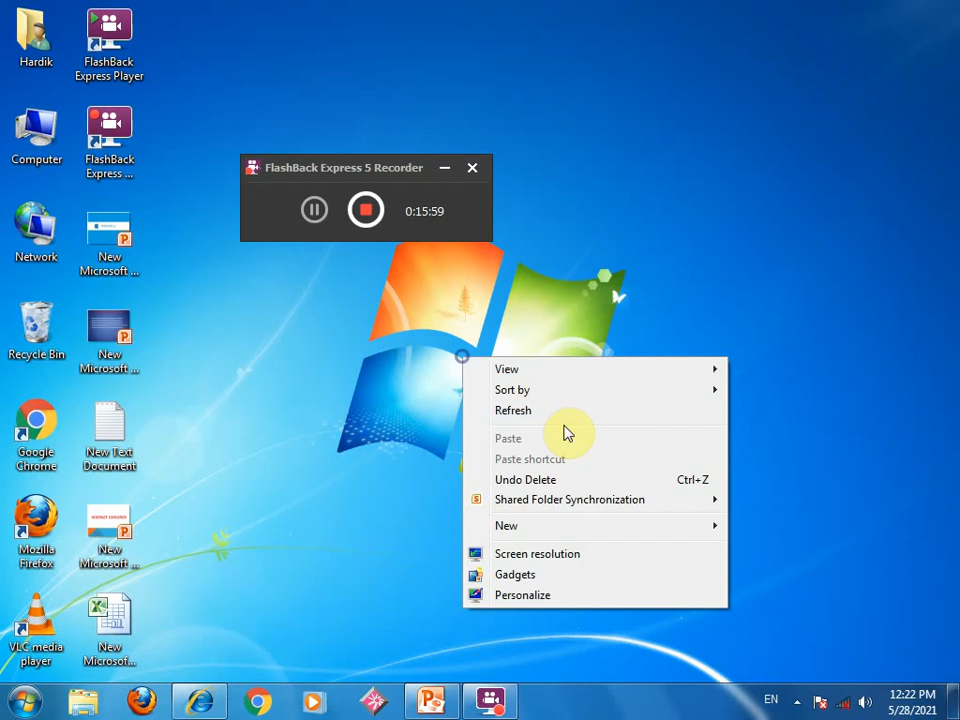 Hardik
FlashBack
Express Player
Computer
FlashBack
Express ...
Network
New
Microsoft ...
Recycle Bin
New
Microsoft ...
Google
Chrome
New Text
Document
Mozilla
Firefox
New
Microsoft ...
VLC media
player
New
Microsof...
FlashBack Express 5 Recorder
0:15:59
View
Sort by
Refresh
Paste
Paste shortcut
Undo Delete Ctrl+Z
Shared Folder Synchronization
New
Screen resolution
Gadgets
Personalize
EN
12:22 PM
5/28/2021